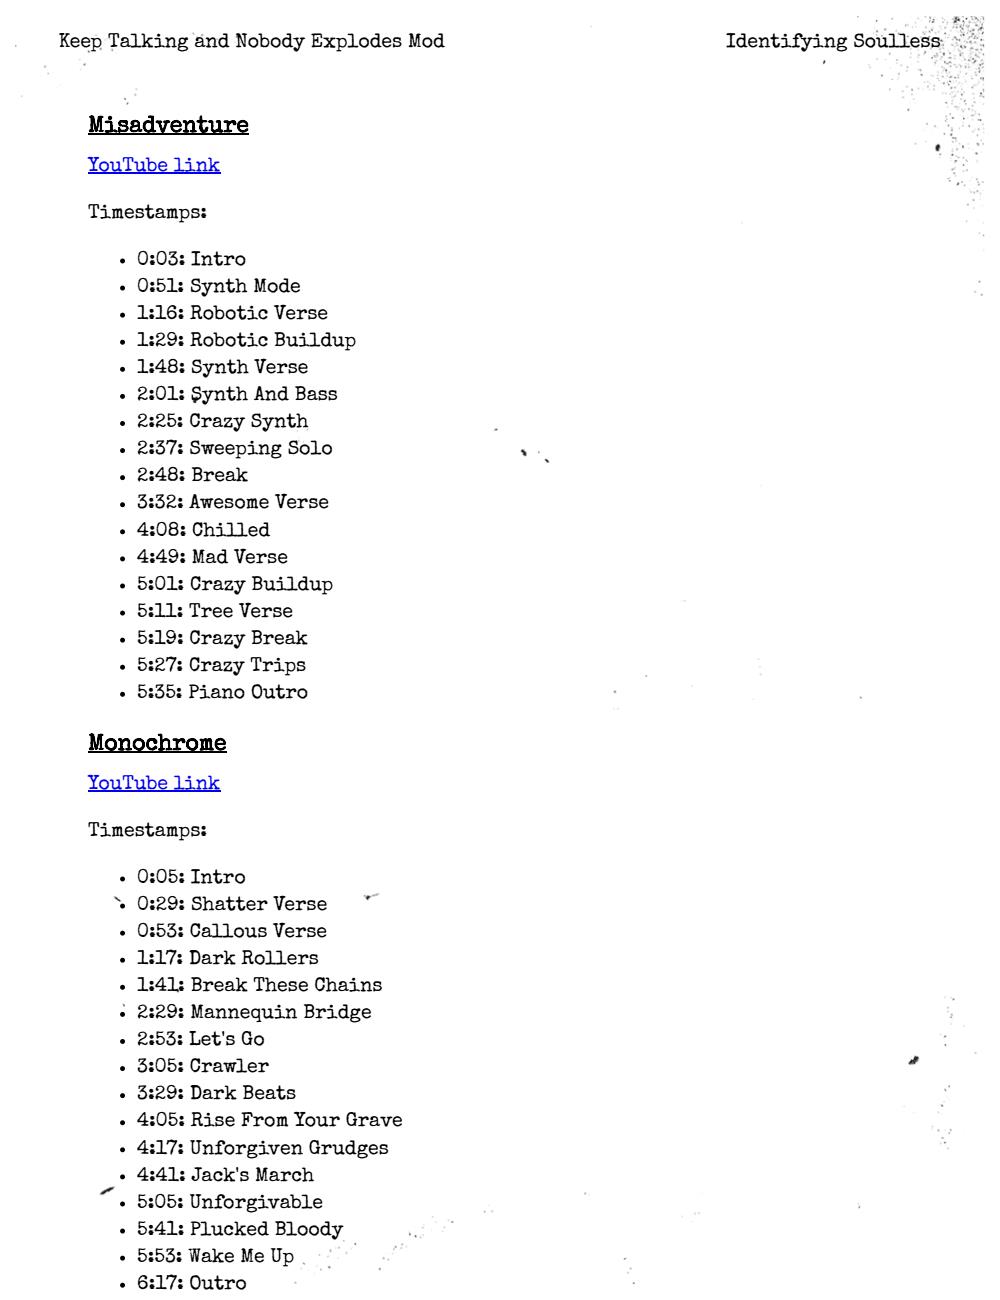 Keep Talking and Nobody Explodes Mod
Identifying Soulless
Misadventure
YouTube link
Timestamps:
• 0:03: Intro
• 0:51: Synth Mode
• 1:16: Robotic Verse
• 1:29: Robotic Buildup
• 1:48: Synth Verse
• 2:01: Synth And Bass
• 2:25: Crazy Synth
• 2:37: Sweeping Solo
• 2:48: Break
• 3:32: Awesome Verse
• 4:08: Chilled
• 4:49: Mad Verse
• 5:01: Crazy Buildup
• 5:11: Tree Verse
• 5:19: Crazy Break
• 5:27: Crazy Trips
• 5:35: Piano Outro
Monochrome
YouTube link
Timestamps:
• 0:05: Intro
• 0:29: Shatter Verse
• 0:53: Callous Verse
• 1:17: Dark Rollers
• 1:41: Break These Chains
• 2:29: Mannequin Bridge
• 2:53: Let's Go
• 3:05: Crawler
• 3:29: Dark Beats
• 4:05: Rise From Your Grave
• 4:17: Unforgiven Grudges
• 4:41: Jack's March
• 5:05: Unforgivable
• 5:41: Plucked Bloody
• 5:53: Wake Me Up
• 6:17: Outro